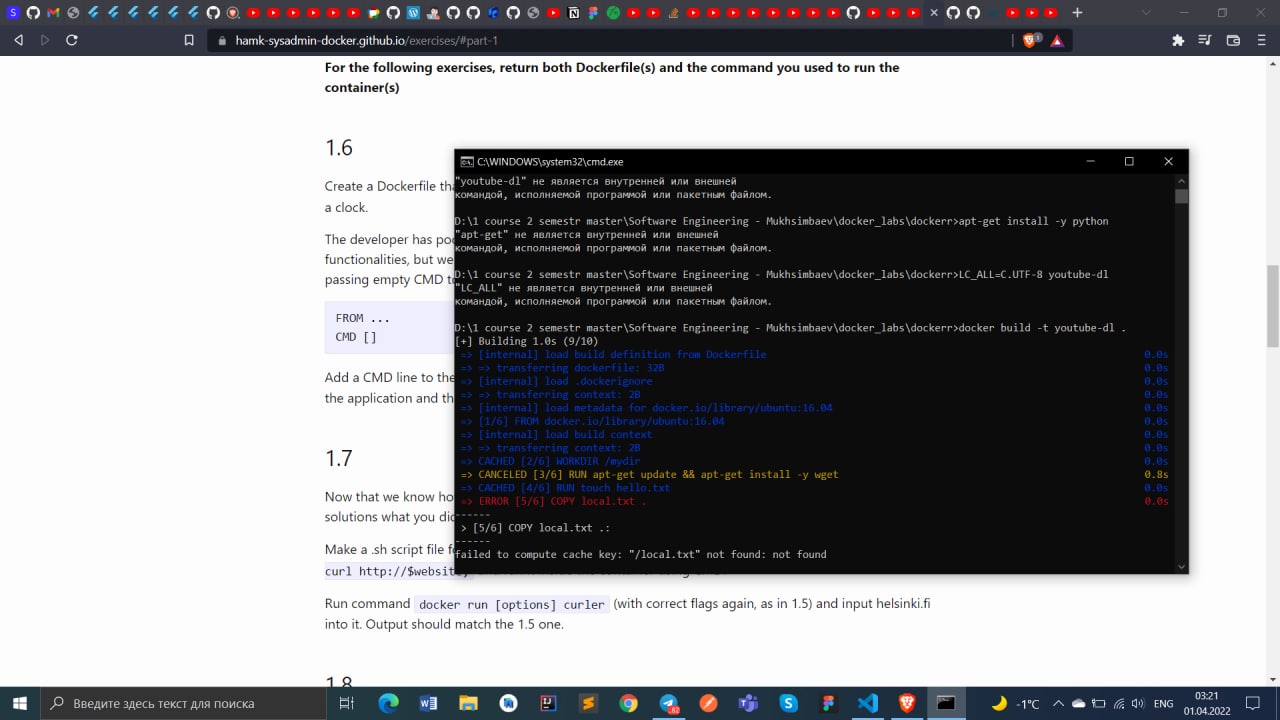 hamk-sysadmin-docker.github.io/exercises/#part-1
For the following exercises, return both Dockerfile(s) and the command you used to run the
container(s)
1.6
Create a Dockerfile tha
a clock.
The developer has poo
functionalities, but we
passing empty CMD to
FROM ...
CMD []
Add a CMD line to the
the application and th
1.7
Now that we know ho
solutions what you did
Make a .sh script file fo
curl http://$website;
Run command docker run [options] curler (with correct flags again, as in 1.5) and input helsinki.fi
into it. Output should match the 1.5 one.
1.8
C:\WINDOWS\system32\cmd.exe
"youtube-dl" не является внутренней или внешней
командой, исполняемой программой или пакетным файлом.
D:\1 course 2 semestr master\Software Engineering - Mukhsimbaev\docker_labs\dockerr>apt-get install -y python
"apt-get" не является внутренней или внешней
командой, исполняемой программой или пакетным файлом.
D:\1 course 2 semestr master\Software Engineering - Mukhsimbaev\docker_labs\dockerr>LC_ALL=C.UTF-8 youtube-dl
"LC_ALL" не является внутренней или внешней
командой, исполняемой программой или пакетным файлом.
D:\1 course 2 semestr master\Software Engineering - Mukhsimbaev\docker_labs\dockerr>docker build -t youtube-dl .
[+] Building 1.0s (9/10)
=> [internal] load build definition from Dockerfile 0.0s
=> => transferring dockerfile: 32B 0.0s
=> [internal] load .dockerignore 0.0s
=> => transferring context: 2B 0.0s
=> [internal] load metadata for docker.io/library/ubuntu:16.04 0.0s
=> [1/6] FROM docker.io/library/ubuntu:16.04 0.0s
=> [internal] load build context 0.0s
=> => transferring context: 2B 0.0s
=> CACHED [2/6] WORKDIR /mydir 0.0s
=> CANCELED [3/6] RUN apt-get update && apt-get install -y wget 0.8s
=> CACHED [4/6] RUN touch hello.txt 0.0s
=> ERROR [5/6] COPY local.txt . 0.0s
------
> [5/6] COPY local.txt .:
------
failed to compute cache key: "/local.txt" not found: not found
Введите здесь текст для поиска
82
-1°C
ENG
03:21
01.04.2022